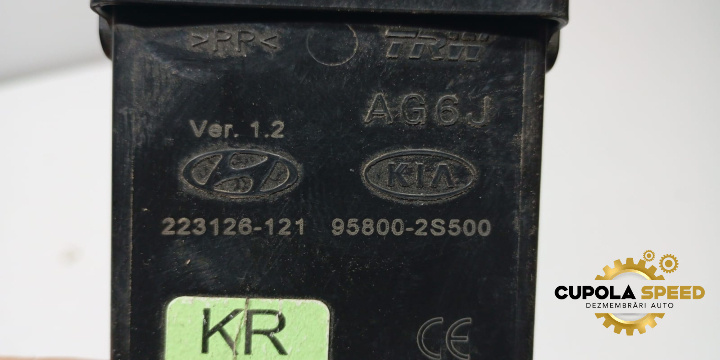 >PP< TRW
AG6J
Ver. 1.2
KIA
223126-121 95800-2S500
KR
CE
CUPOLA SPEED
DEZMEMBRĂRI AUTO